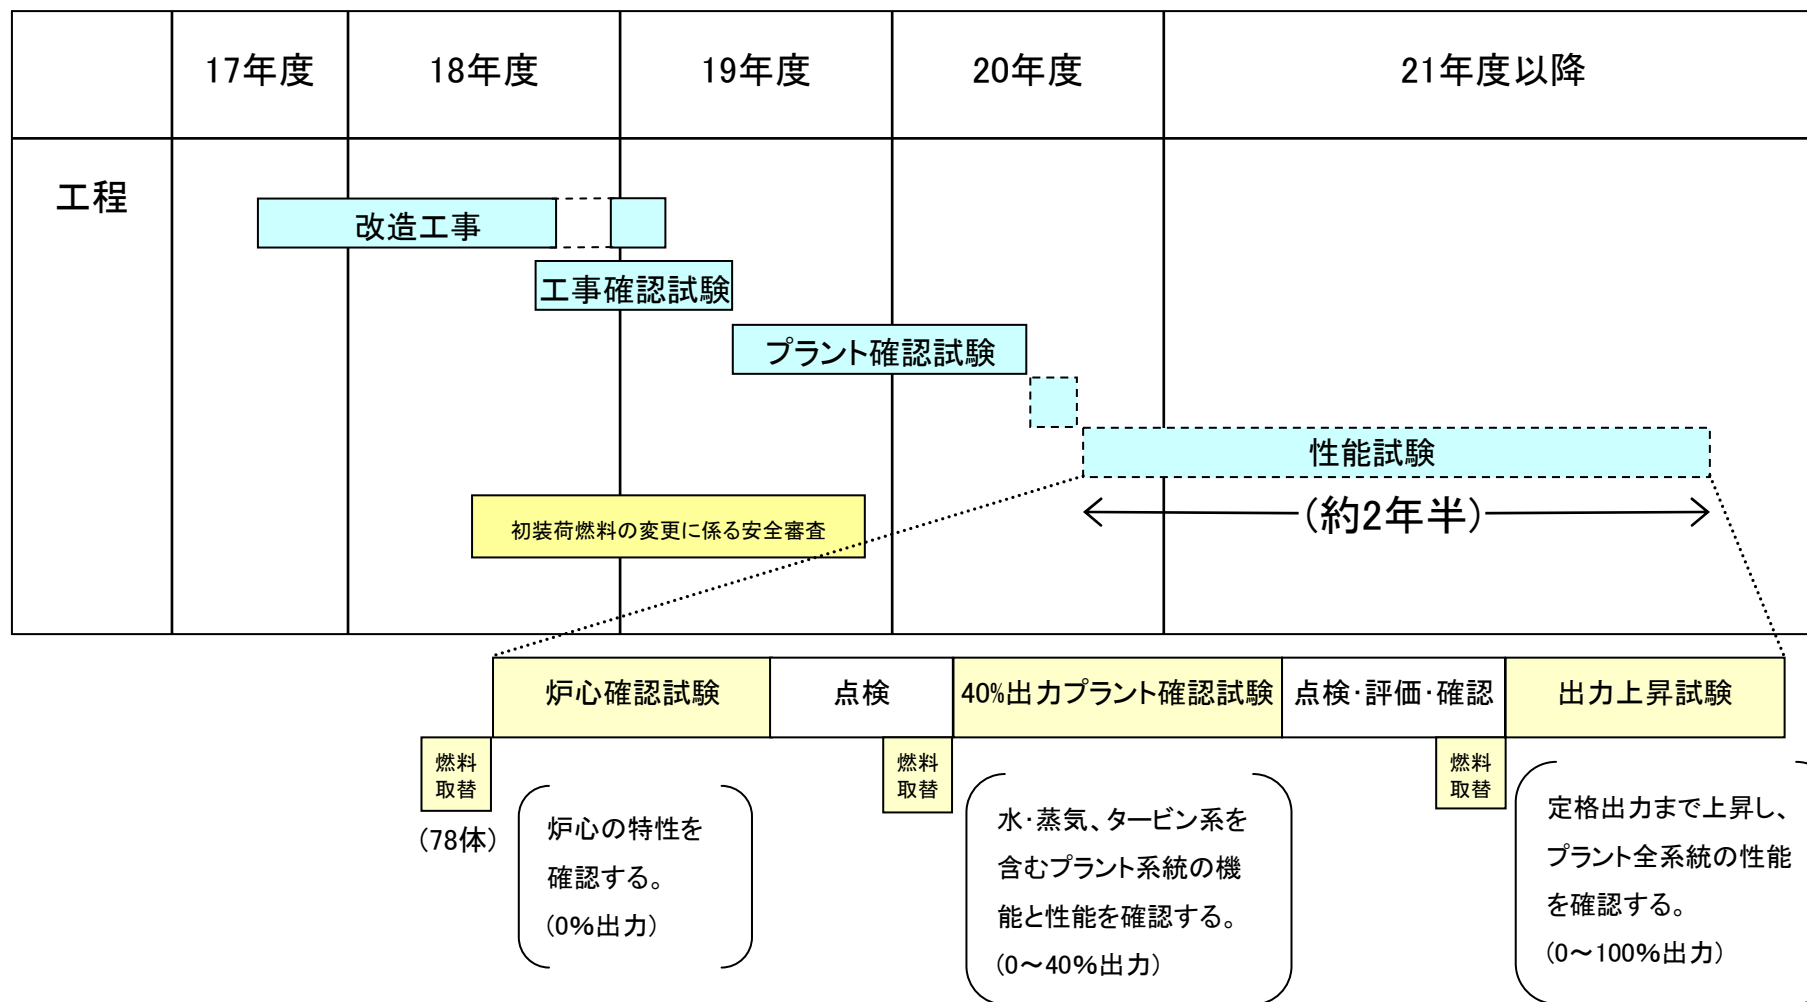 17年度
18年度
19年度
20年度
21年度以降
工程
改造工事
工事確認試験
プラント確認試験
性能試験
(約2年半)
初装荷燃料の変更に係る安全審査
炉心確認試験
点検
40%出力プラント確認試験
点検･評価･確認
出力上昇試験
燃料
取替
(78体)
炉心の特性を
確認する。
(0%出力)
燃料
取替
水･蒸気、タービン系を
含むプラント系統の機
能と性能を確認する。
(0～40%出力)
燃料
取替
定格出力まで上昇し、
プラント全系統の性能
を確認する。
(0～100%出力)